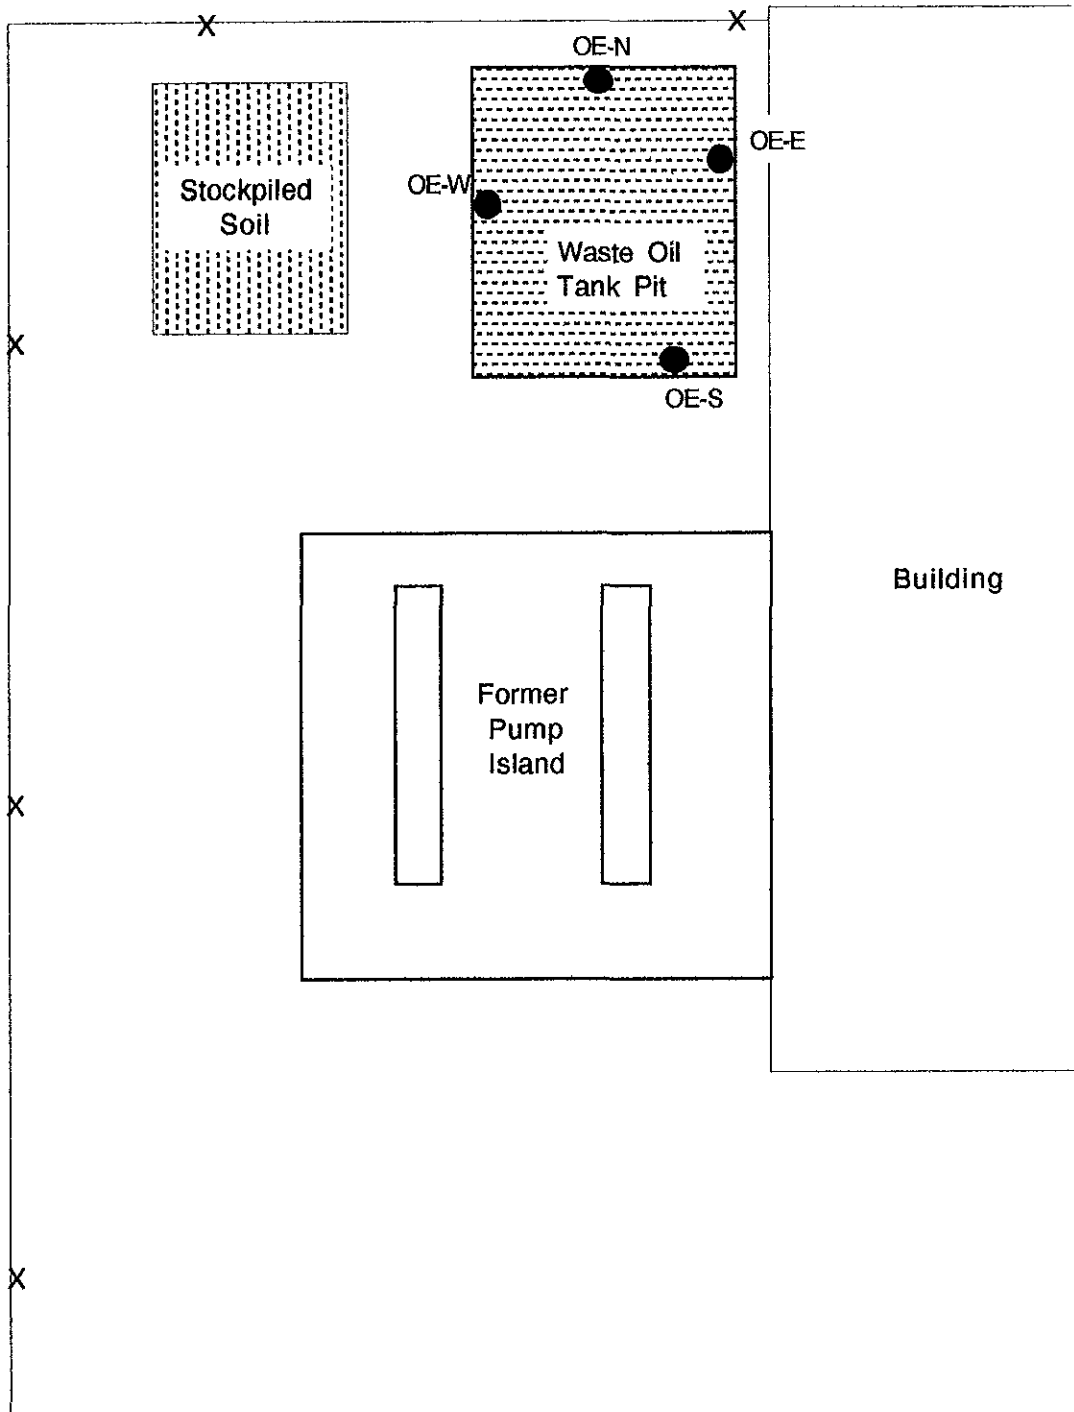 X
X
OE-N
OE-E
OE-W
Stockpiled
Soil
Waste Oil
Tank Pit
X
OE-S
Building
Former
Pump
Island
X
X